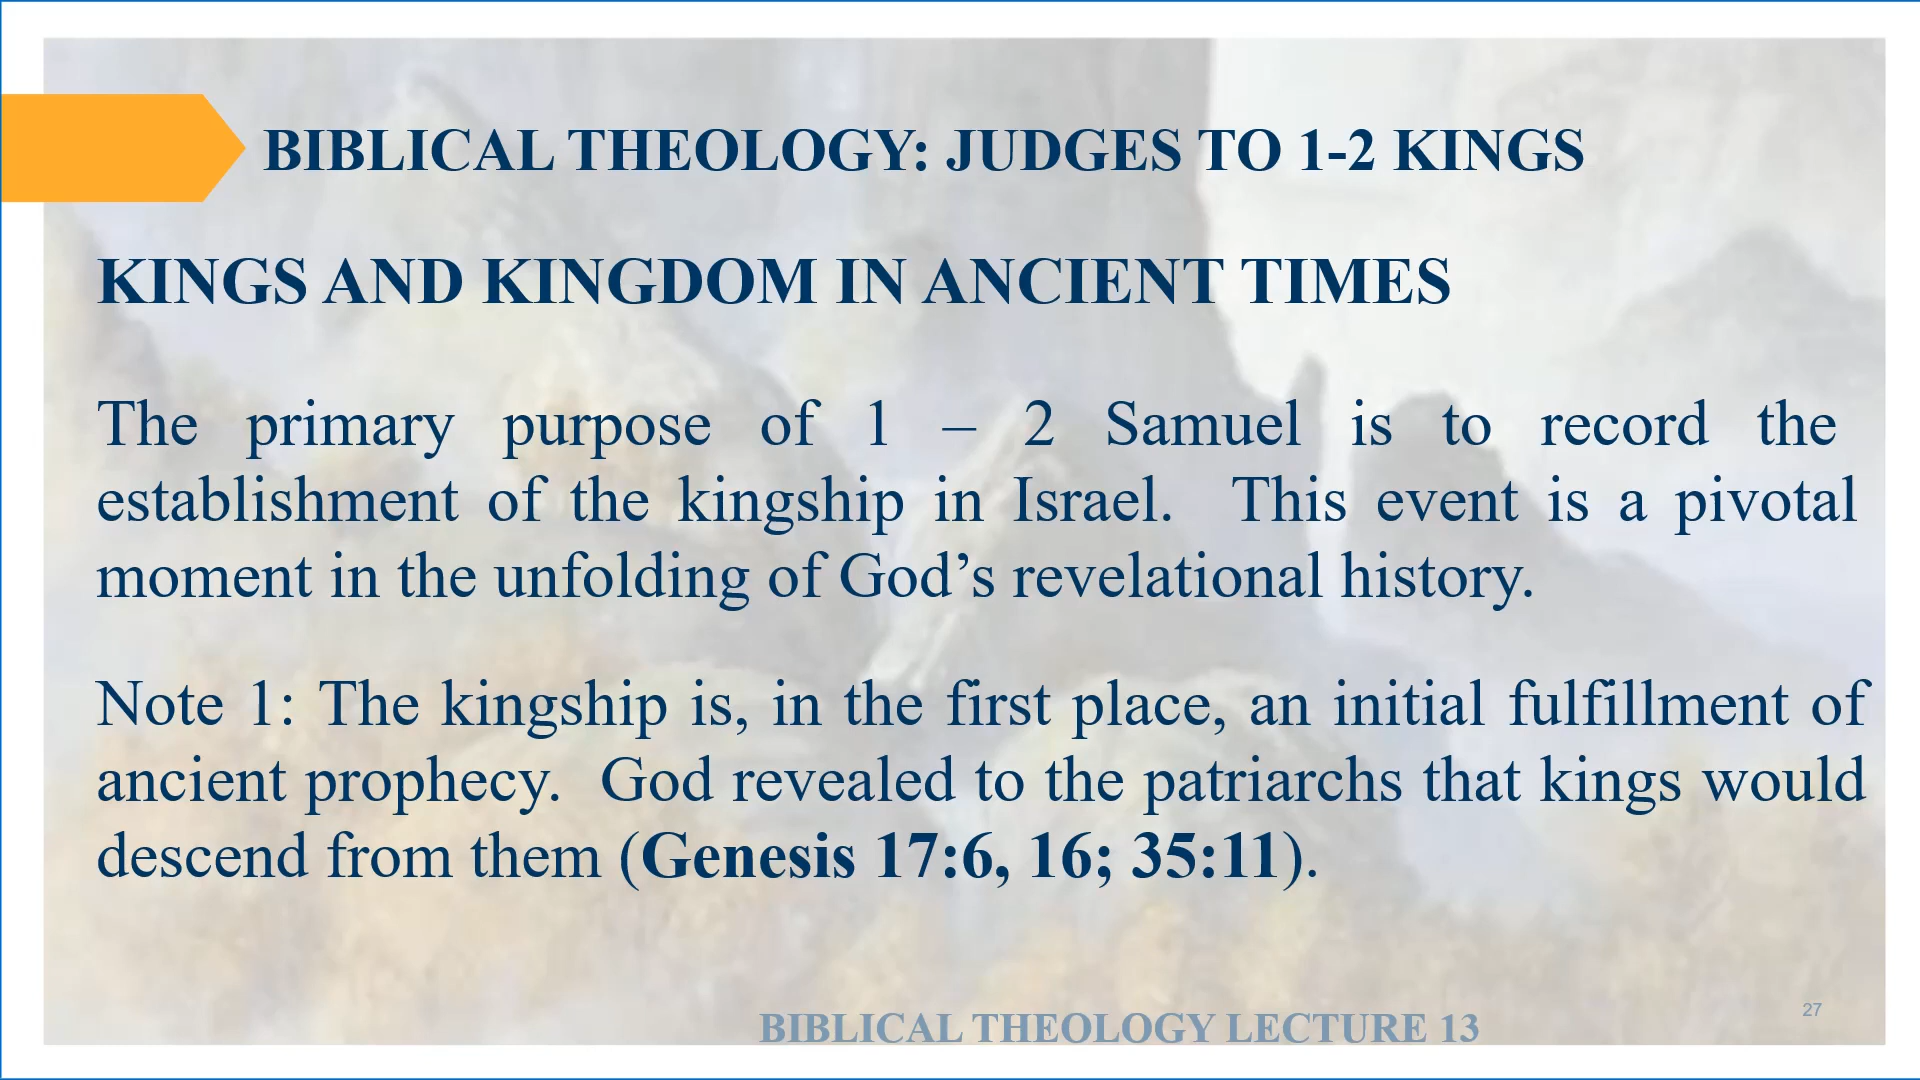 BIBLICAL THEOLOGY: JUDGES TO 1-2 KINGS
KINGS AND KINGDOM IN ANCIENT TIMES
The primary purpose of 1 – 2 Samuel is to record the
establishment of the kingship in Israel.  This event is a pivotal
moment in the unfolding of God’s revelational history.
Note 1: The kingship is, in the first place, an initial fulfillment of
ancient prophecy.  God revealed to the patriarchs that kings would
descend from them (Genesis 17:6, 16; 35:11).
27
BIBLICAL THEOLOGY LECTURE 13